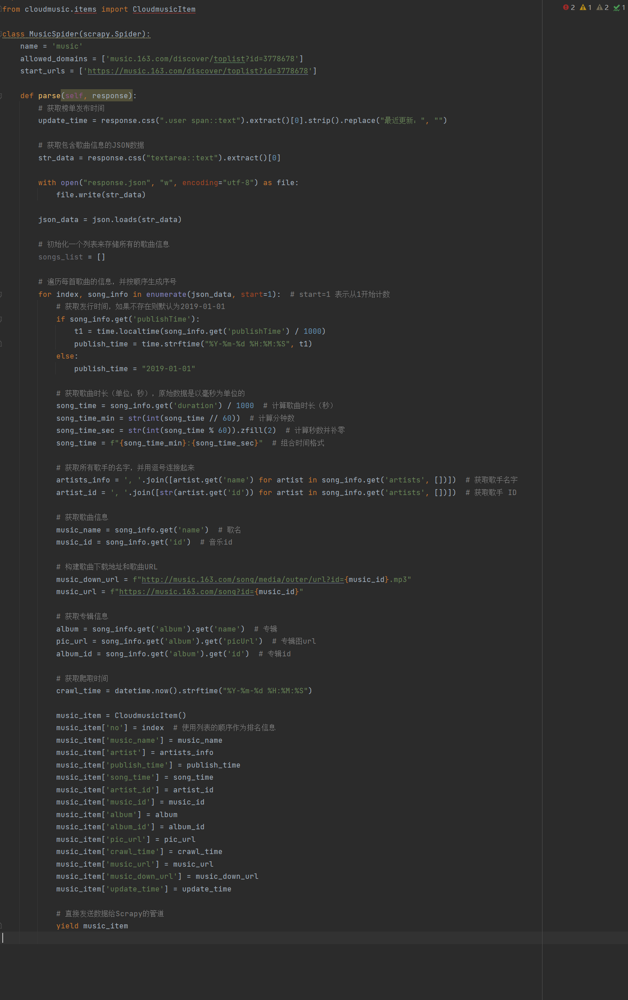 from cloudmusic.items import CloudmusicItem
2 1 2 1
class MusicSpider(scrapy.Spider):
name = 'music'
allowed_domains = ['music.163.com/discover/toplist?id=3778678']
start_urls = ['https://music.163.com/discover/toplist?id=3778678']
def parse(self, response):
# 获取榜单发布时间
update_time = response.css(".user span::text").extract()[0].strip().replace("最近更新：", "")
# 获取包含歌曲信息的JSON数据
str_data = response.css("textarea::text").extract()[0]
with open("response.json", "w", encoding="utf-8") as file:
file.write(str_data)
json_data = json.loads(str_data)
# 初始化一个列表来存储所有的歌曲信息
songs_list = []
# 遍历每首歌曲的信息，并按顺序生成序号
for index, song_info in enumerate(json_data, start=1):  # start=1 表示从1开始计数
# 获取发行时间，如果不存在则默认为2019-01-01
if song_info.get('publishTime'):
t1 = time.localtime(song_info.get('publishTime') / 1000)
publish_time = time.strftime("%Y-%m-%d %H:%M:%S", t1)
else:
publish_time = "2019-01-01"
# 获取歌曲时长（单位：秒），原始数据是以毫秒为单位的
song_time = song_info.get('duration') / 1000  # 计算歌曲时长（秒）
song_time_min = str(int(song_time // 60))  # 计算分钟数
song_time_sec = str(int(song_time % 60)).zfill(2)  # 计算秒数并补零
song_time = f"{song_time_min}:{song_time_sec}"  # 组合时间格式
# 获取所有歌手的名字，并用逗号连接起来
artists_info = ', '.join([artist.get('name') for artist in song_info.get('artists', [])])  # 获取歌手名字
artist_id = ', '.join([str(artist.get('id')) for artist in song_info.get('artists', [])])  # 获取歌手 ID
# 获取歌曲信息
music_name = song_info.get('name')  # 歌名
music_id = song_info.get('id')  # 音乐id
# 构建歌曲下载地址和歌曲URL
music_down_url = f"http://music.163.com/song/media/outer/url?id={music_id}.mp3"
music_url = f"https://music.163.com/song?id={music_id}"
# 获取专辑信息
album = song_info.get('album').get('name')  # 专辑
pic_url = song_info.get('album').get('picUrl')  # 专辑图url
album_id = song_info.get('album').get('id')  # 专辑id
# 获取爬取时间
crawl_time = datetime.now().strftime("%Y-%m-%d %H:%M:%S")
music_item = CloudmusicItem()
music_item['no'] = index  # 使用列表的顺序作为排名信息
music_item['music_name'] = music_name
music_item['artist'] = artists_info
music_item['publish_time'] = publish_time
music_item['song_time'] = song_time
music_item['artist_id'] = artist_id
music_item['music_id'] = music_id
music_item['album'] = album
music_item['album_id'] = album_id
music_item['pic_url'] = pic_url
music_item['crawl_time'] = crawl_time
music_item['music_url'] = music_url
music_item['music_down_url'] = music_down_url
music_item['update_time'] = update_time
# 直接发送数据给Scrapy的管道
yield music_item